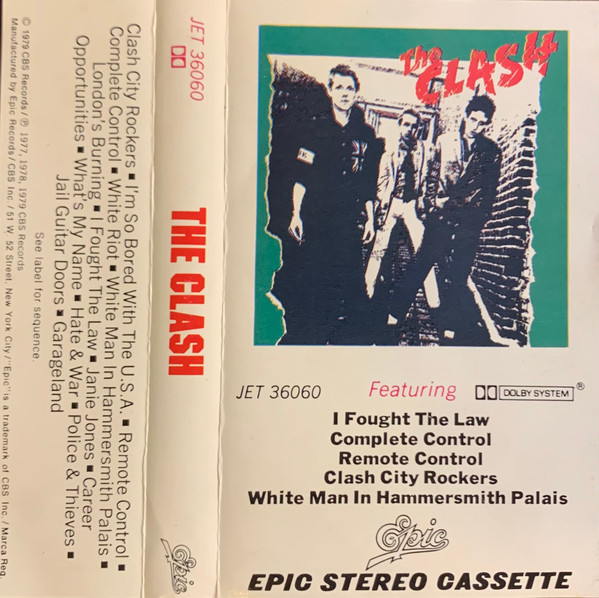 © 1979 CBS Records / ℗ 1977, 1978, 1979 CBS Records
Manufactured by Epic Records / CBS Inc. / 51 W. 52 Street, New York City / "Epic" is a trademark of CBS Inc. / Marca Reg.
See label for sequence.
Clash City Rockers ■ I'm So Bored With The U.S.A. ■ Remote Control ■
Complete Control ■ White Riot ■ White Man In Hammersmith Palais ■
London's Burning ■ I Fought The Law ■ Janie Jones ■ Career
Opportunities ■ What's My Name ■ Hate & War ■ Police & Thieves ■
Jail Guitar Doors ■ Garageland
JET 36060
THE CLASH
Epic
The CLASH
JET 36060 Featuring DOLBY SYSTEM ®
I Fought The Law
Complete Control
Remote Control
Clash City Rockers
White Man In Hammersmith Palais
Epic
EPIC STEREO CASSETTE